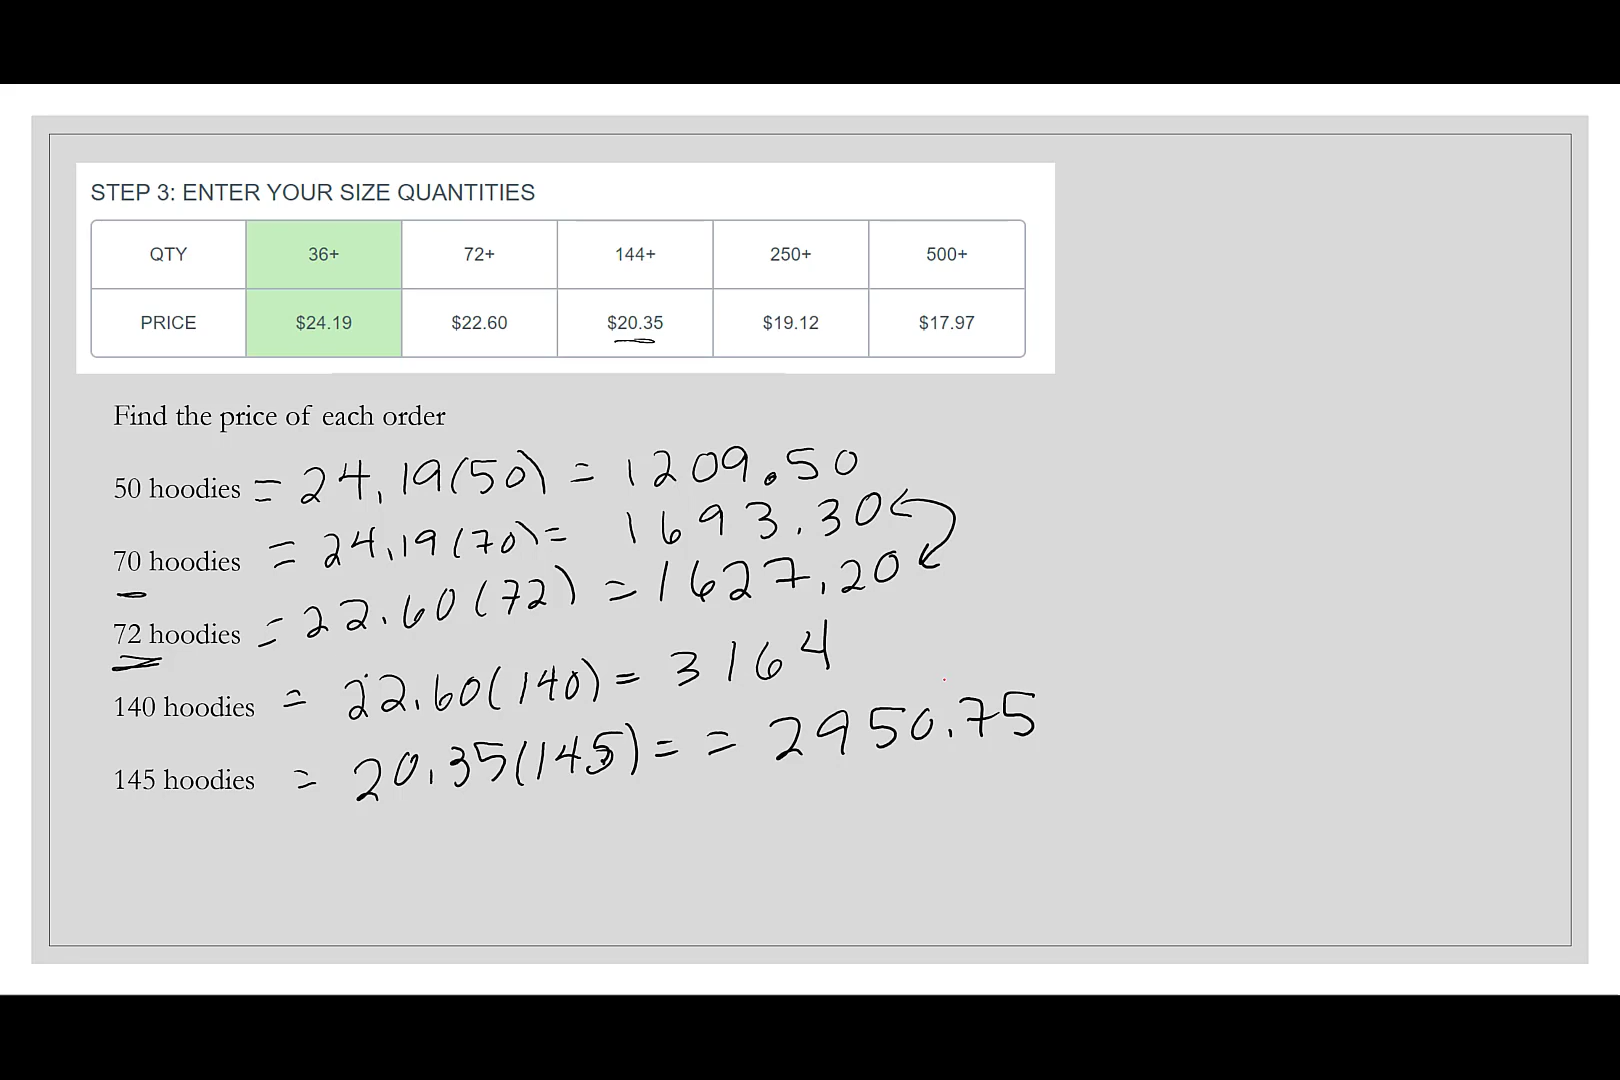 STEP 3: ENTER YOUR SIZE QUANTITIES
QTY 36+ 72+ 144+ 250+ 500+
PRICE $24.19 $22.60 $20.35 $19.12 $17.97
Find the price of each order
50 hoodies = 24.19(50) = 1209.50
70 hoodies = 24.19(70) = 1693.30
72 hoodies = 22.60(72) = 1627.20
140 hoodies = 22.60(140) = 3164
145 hoodies = 20.35(145) = = 2950.75